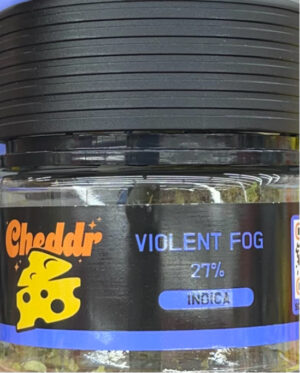 Cheddr
VIOLENT FOG
27%
INDICA